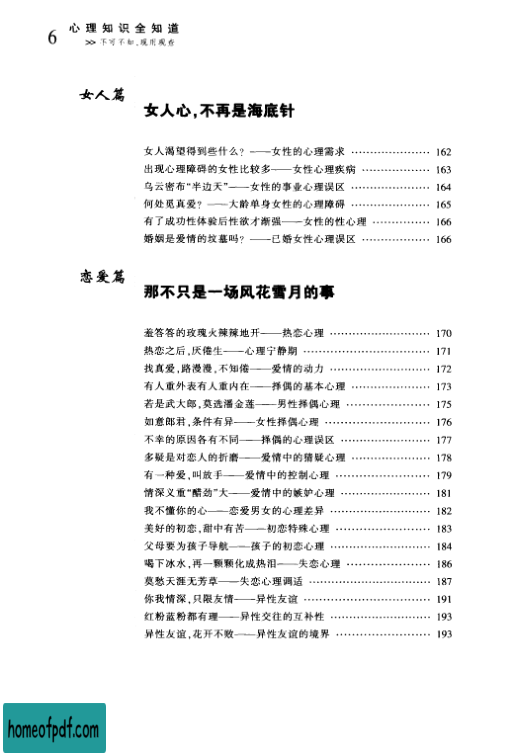 6
心理知识全知道
>> 不可不知,现用现查
女人篇
女人心,不再是海底针
女人渴望得到些什么? ——女性的心理需求 ………………… 162
出现心理障碍的女性比较多——女性心理疾病 ……………… 163
乌云密布“半边天”——女性的事业心理误区 ………………… 164
何处觅真爱? ——大龄单身女性的心理障碍 ………………… 165
有了成功性体验后性欲才渐强——女性的性心理 …………… 166
婚姻是爱情的坟墓吗? ——已婚女性心理误区 ……………… 166
恋爱篇
那不只是一场风花雪月的事
羞答答的玫瑰火辣辣地开——热恋心理 ……………………… 170
热恋之后,厌倦生——心理宁静期 …………………………… 171
找真爱,路漫漫,不知倦——爱情的动力 ……………………… 172
有人重外表有人重内在——择偶的基本心理 ………………… 173
若是武大郎,莫选潘金莲——男性择偶心理 ………………… 175
如意郎君,条件有异——女性择偶心理 ……………………… 176
不幸的原因各有不同——择偶的心理误区 …………………… 177
多疑是对恋人的折磨——爱情中的猜疑心理 ………………… 178
有一种爱,叫放手——爱情中的控制心理 …………………… 179
情深义重“醋劲”大——爱情中的嫉妒心理 …………………… 181
我不懂你的心——恋爱男女的心理差异 ……………………… 182
美好的初恋,甜中有苦——初恋特殊心理 …………………… 183
父母要为孩子导航——孩子的初恋心理 ……………………… 184
喝下冰水,再一颗颗化成热泪——失恋心理 ………………… 186
莫愁天涯无芳草——失恋心理调适 …………………………… 187
你我情深,只限友情——异性友谊 …………………………… 191
红粉蓝粉都有理——异性交往的互补性 ……………………… 193
异性友谊,花开不败——异性友谊的境界 …………………… 193
homeofpdf.com